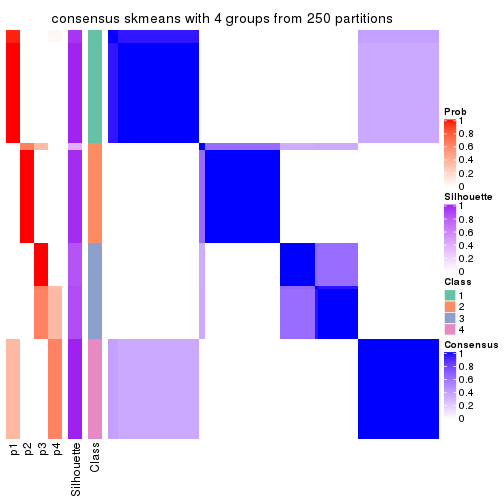 consensus skmeans with 4 groups from 250 partitions
Prob
1
0.8
0.6
0.4
0.2
0
Silhouette
1
0.8
0.6
0.4
0.2
0
Class
1
2
3
4
Consensus
1
0.8
0.6
0.4
0.2
0
p1
p2
p3
p4
Silhouette
Class